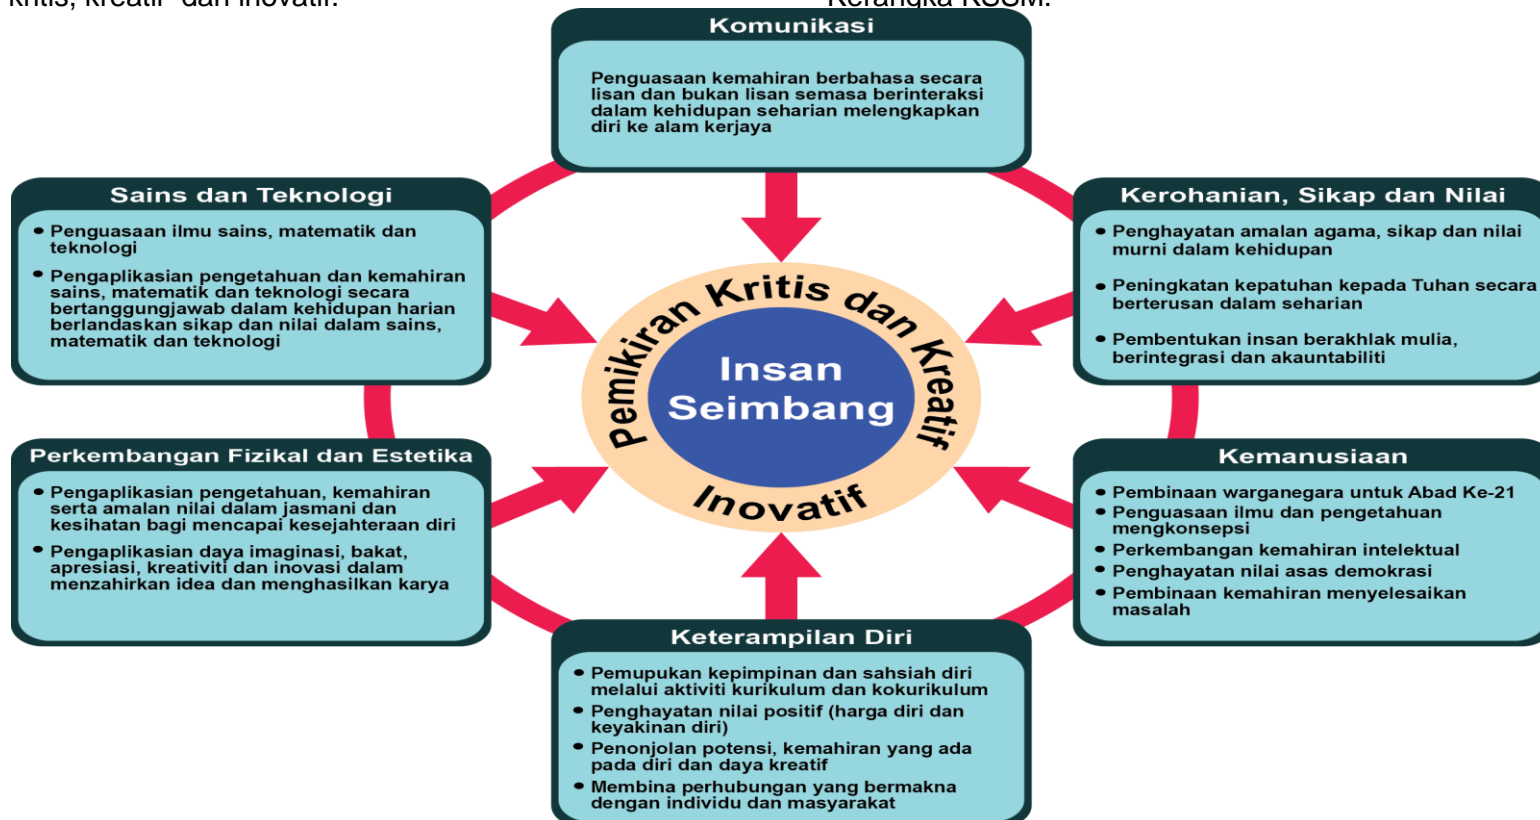 kritis, kreatif dan inovatif.
Kerangka KSSM.
Komunikasi
Penguasaan kemahiran berbahasa secara
lisan dan bukan lisan semasa berinteraksi
dalam kehidupan seharian melengkapkan
diri ke alam kerjaya
Sains dan Teknologi
• Penguasaan ilmu sains, matematik dan
teknologi
• Pengaplikasian pengetahuan dan kemahiran
sains, matematik dan teknologi secara
bertanggungjawab dalam kehidupan harian
berlandaskan sikap dan nilai dalam sains,
matematik dan teknologi
Kerohanian, Sikap dan Nilai
• Penghayatan amalan agama, sikap dan nilai
murni dalam kehidupan
• Peningkatan kepatuhan kepada Tuhan secara
berterusan dalam seharian
• Pembentukan insan berakhlak mulia,
berintegrasi dan akauntabiliti
Pemikiran Kritis dan Kreatif
Inovatif
Insan
Seimbang
Perkembangan Fizikal dan Estetika
• Pengaplikasian pengetahuan, kemahiran
serta amalan nilai dalam jasmani dan
kesihatan bagi mencapai kesejahteraan diri
• Pengaplikasian daya imaginasi, bakat,
apresiasi, kreativiti dan inovasi dalam
menzahirkan idea dan menghasilkan karya
Kemanusiaan
• Pembinaan warganegara untuk Abad Ke-21
• Penguasaan ilmu dan pengetahuan
mengkonsepsi
• Perkembangan kemahiran intelektual
• Penghayatan nilai asas demokrasi
• Pembinaan kemahiran menyelesaikan
masalah
Keterampilan Diri
• Pemupukan kepimpinan dan sahsiah diri
melalui aktiviti kurikulum dan kokurikulum
• Penghayatan nilai positif (harga diri dan
keyakinan diri)
• Penonjolan potensi, kemahiran yang ada
pada diri dan daya kreatif
• Membina perhubungan yang bermakna
dengan individu dan masyarakat